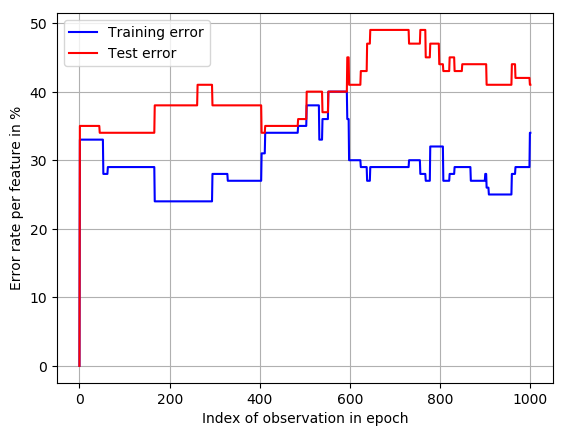 Training error
Test error
50
40
30
20
10
0
Error rate per feature in %
0 200 400 600 800 1000
Index of observation in epoch